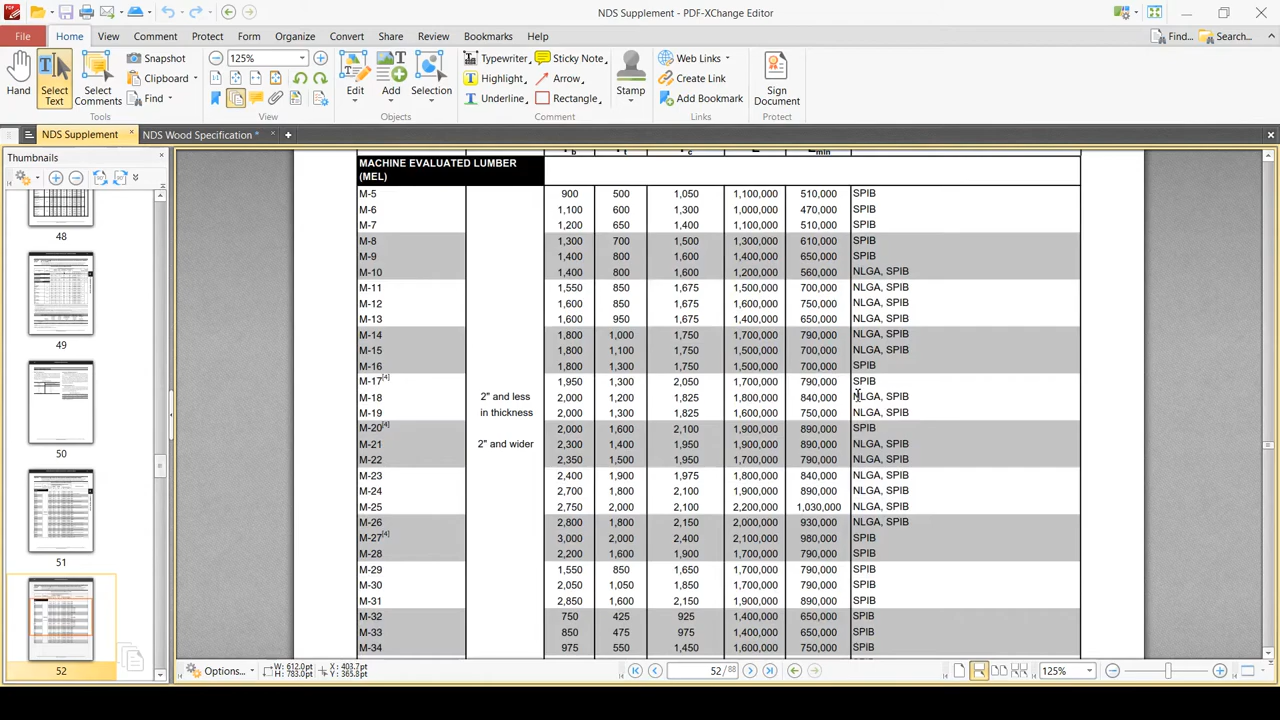 NDS Supplement - PDF-XChange Editor
File Home View Comment Protect Form Organize Convert Share Review Bookmarks Help Find... Search...
Hand
Select Text
Select Comments
Snapshot
Clipboard
Find
Tools
125%
View
Edit
Add
Selection
Objects
Typewriter
Highlight
Underline
Sticky Note
Arrow
Rectangle
Stamp
Comment
Web Links
Create Link
Add Bookmark
Links
Sign Document
Protect
NDS Supplement NDS Wood Specification *
Thumbnails
48
49
50
51
52
MACHINE EVALUATED LUMBER
(MEL)
M-5 900 500 1,050 1,100,000 510,000 SPIB
M-6 1,100 600 1,300 1,000,000 470,000 SPIB
M-7 1,200 650 1,400 1,100,000 510,000 SPIB
M-8 1,300 700 1,500 1,300,000 610,000 SPIB
M-9 1,400 800 1,600 1,400,000 650,000 SPIB
M-10 1,400 800 1,600 1,200,000 560,000 NLGA, SPIB
M-11 1,550 850 1,675 1,500,000 700,000 NLGA, SPIB
M-12 1,600 850 1,675 1,600,000 750,000 NLGA, SPIB
M-13 1,600 950 1,675 1,400,000 650,000 NLGA, SPIB
M-14 1,800 1,000 1,750 1,700,000 790,000 NLGA, SPIB
M-15 1,800 1,100 1,750 1,500,000 700,000 NLGA, SPIB
M-16 1,800 1,300 1,750 1,500,000 700,000 SPIB
M-17[4] 1,950 1,300 2,050 1,700,000 790,000 SPIB
M-18 2" and less 2,000 1,200 1,825 1,800,000 840,000 NLGA, SPIB
M-19 in thickness 2,000 1,300 1,825 1,600,000 750,000 NLGA, SPIB
M-20[4] 2,000 1,600 2,100 1,900,000 890,000 SPIB
M-21 2" and wider 2,300 1,400 1,950 1,900,000 890,000 NLGA, SPIB
M-22 2,350 1,500 1,950 1,700,000 790,000 NLGA, SPIB
M-23 2,400 1,900 1,975 1,800,000 840,000 NLGA, SPIB
M-24 2,700 1,800 2,100 1,900,000 890,000 NLGA, SPIB
M-25 2,750 2,000 2,100 2,200,000 1,030,000 NLGA, SPIB
M-26 2,800 1,800 2,150 2,000,000 930,000 NLGA, SPIB
M-27[4] 3,000 2,000 2,400 2,100,000 980,000 SPIB
M-28 2,200 1,600 1,900 1,700,000 790,000 SPIB
M-29 1,550 850 1,650 1,700,000 790,000 SPIB
M-30 2,050 1,050 1,850 1,700,000 790,000 SPIB
M-31 2,850 1,600 2,150 1,900,000 890,000 SPIB
M-32 750 425 925 1,400,000 650,000 SPIB
M-33 850 475 975 1,400,000 650,000 SPIB
M-34 975 550 1,450 1,600,000 750,000 SPIB
Options... W: 612.0pt H: 783.0pt X: 403.7pt Y: 365.8pt 52 / 88 125%